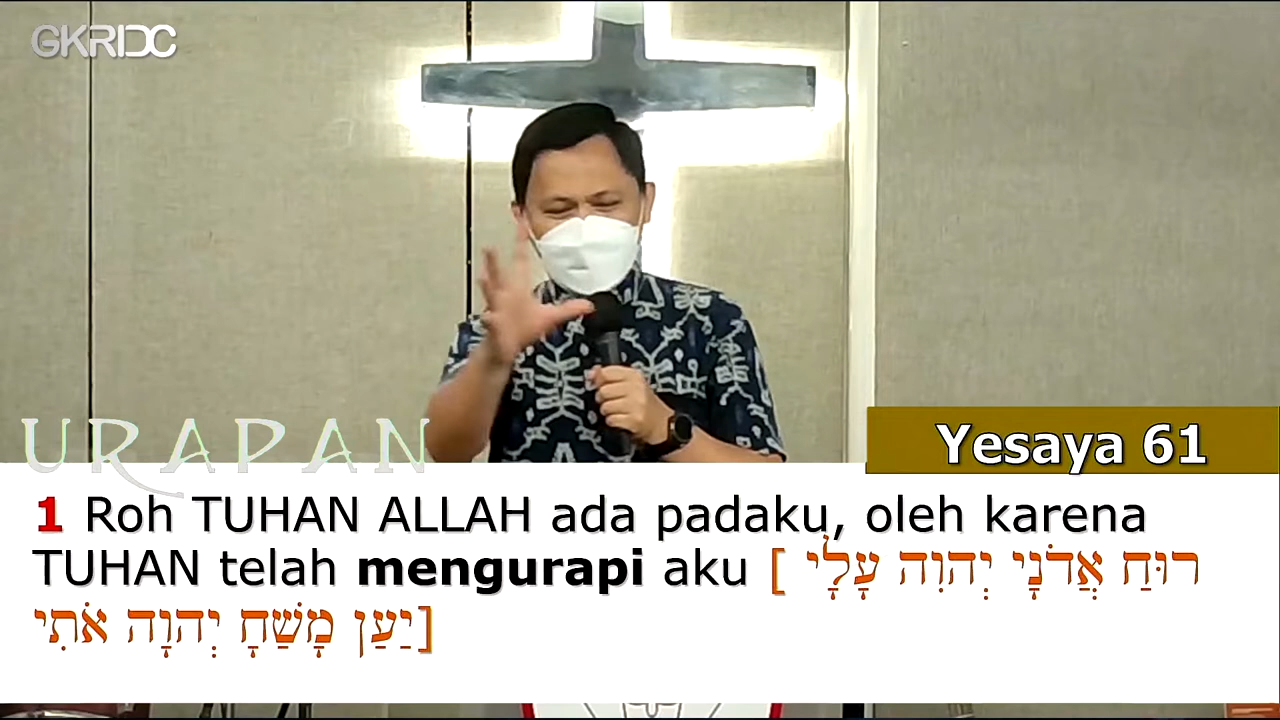 GKRIDC
URAPAN
Yesaya 61
1 Roh TUHAN ALLAH ada padaku, oleh karena
TUHAN telah mengurapi aku [ רוּחַ אֲדֹנָי יְהוִה עָלָי
יַעַן מָשַׁח יְהוָה אֹתִי]